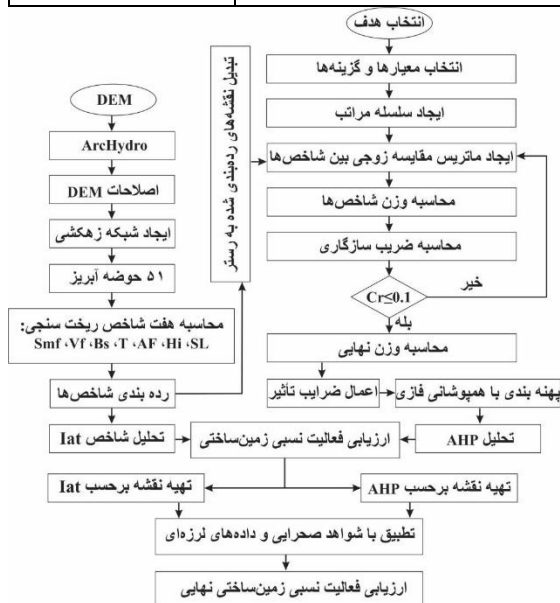 انتخاب هدف
انتخاب معیارها و گزینه‌ها
ایجاد سلسله مراتب
ایجاد ماتریس مقایسه زوجی بین شاخص‌ها
محاسبه وزن شاخص‌ها
محاسبه ضریب سازگاری
Cr≤0.1
خیر
بله
محاسبه وزن نهایی
اعمال ضرایب تأثیر
پهنه بندی با همپوشانی فازی
تحلیل AHP
تبدیل نقشه‌های رده‌بندی شده به رستر
DEM
ArcHydro
اصلاحات DEM
ایجاد شبکه زهکشی
۵۱ حوضه آبریز
محاسبه هفت شاخص ریخت سنجی:
Smf ،Vf ،Bs ،T ،AF ،Hi ،SL
رده بندی شاخص‌ها
تحلیل شاخص Iat
ارزیابی فعالیت نسبی زمین‌ساختی
تهیه نقشه برحسب AHP
تهیه نقشه برحسب Iat
تطبیق با شواهد صحرایی و داده‌های لرزه‌ای
ارزیابی فعالیت نسبی زمین‌ساختی نهایی